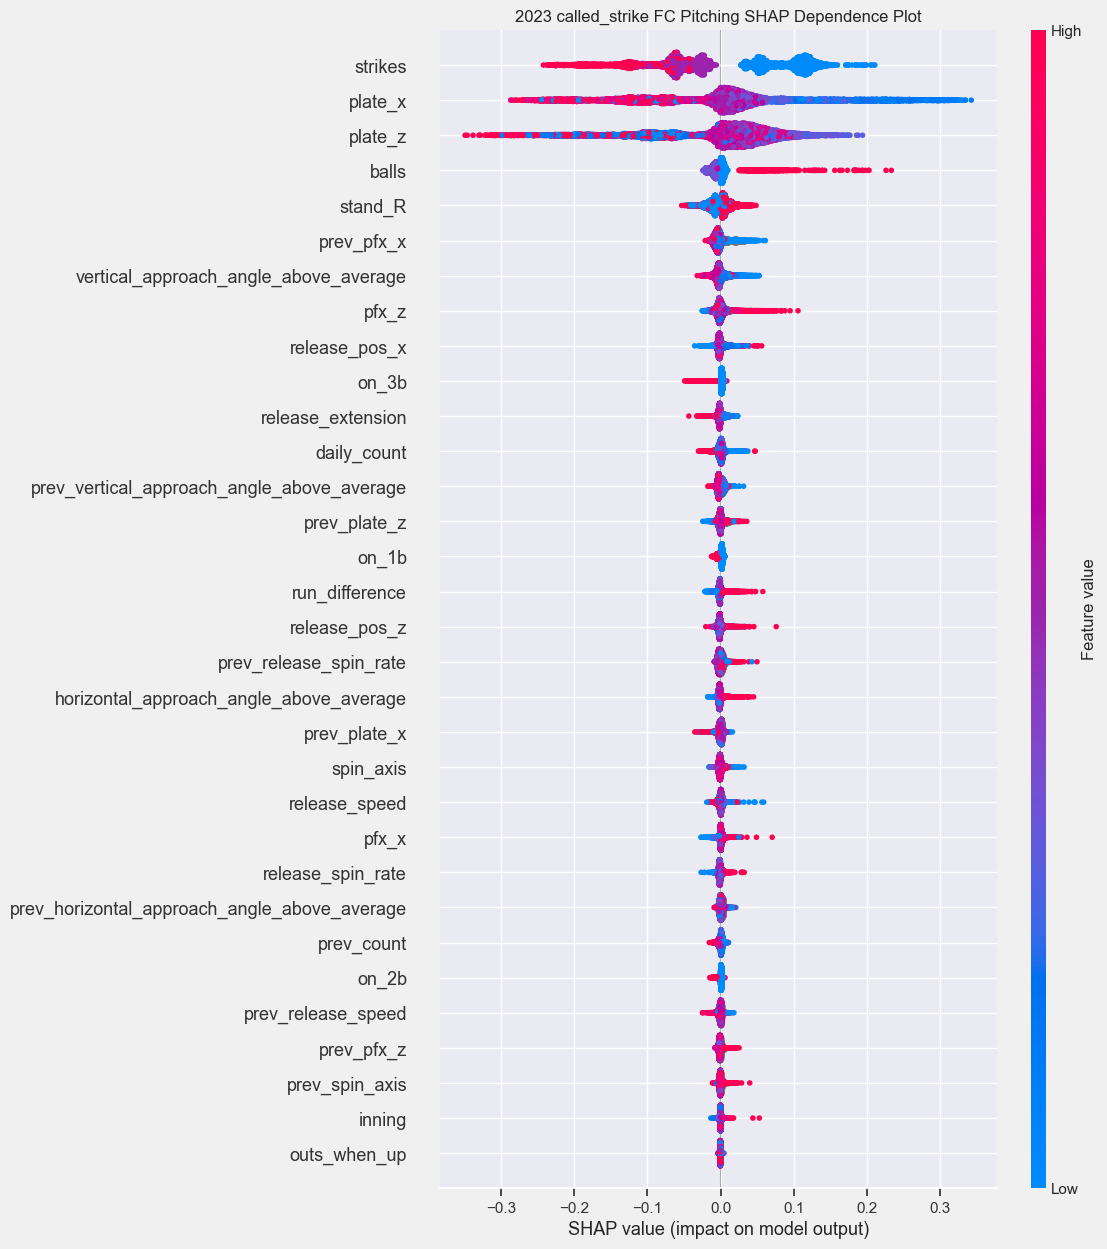 2023 called_strike FC Pitching SHAP Dependence Plot
High
strikes
plate_x
plate_z
balls
stand_R
prev_pfx_x
vertical_approach_angle_above_average
pfx_z
release_pos_x
on_3b
release_extension
daily_count
prev_vertical_approach_angle_above_average
prev_plate_z
on_1b
run_difference
release_pos_z
prev_release_spin_rate
horizontal_approach_angle_above_average
prev_plate_x
spin_axis
release_speed
pfx_x
release_spin_rate
prev_horizontal_approach_angle_above_average
prev_count
on_2b
prev_release_speed
prev_pfx_z
prev_spin_axis
inning
outs_when_up
Feature value
Low
−0.3 −0.2 −0.1 0.0 0.1 0.2 0.3
SHAP value (impact on model output)